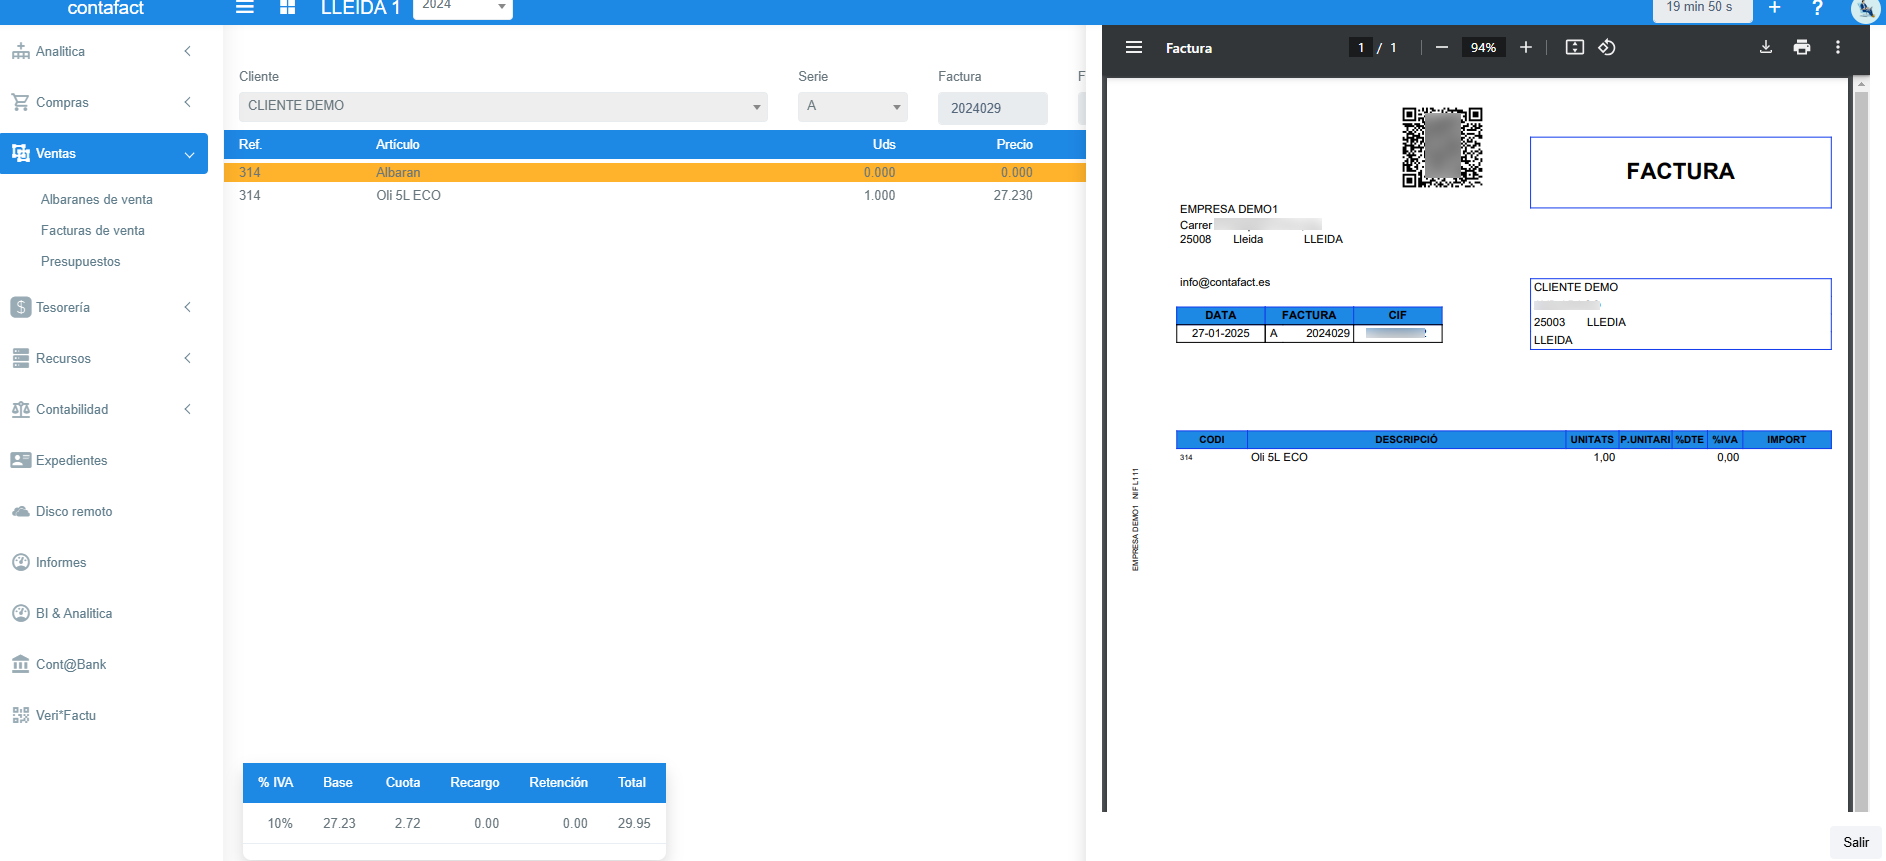 contafact
LLEIDA 1
2024
19 min 50 s
+
?
Analitica
Compras
Ventas
Albaranes de venta
Facturas de venta
Presupuestos
Tesorería
Recursos
Contabilidad
Expedientes
Disco remoto
Informes
BI & Analitica
Cont@Bank
Veri*Factu
Cliente Serie Factura F
CLIENTE DEMO A 2024029
Ref. Artículo Uds Precio
314 Albaran 0.000 0.000
314 Oli 5L ECO 1.000 27.230
% IVA Base Cuota Recargo Retención Total
10% 27.23 2.72 0.00 0.00 29.95
Factura 1 / 1 94%
FACTURA
EMPRESA DEMO1
Carrer
25008 Lleida LLEIDA
info@contafact.es
CLIENTE DEMO
25003 LLEDIA
LLEIDA
DATA FACTURA CIF
27-01-2025 A 2024029
CODI DESCRIPCIÓ UNITATS P.UNITARI %DTE %IVA IMPORT
314 Oli 5L ECO 1,00 0,00
EMPRESA DEMO1 NIF L111
Salir